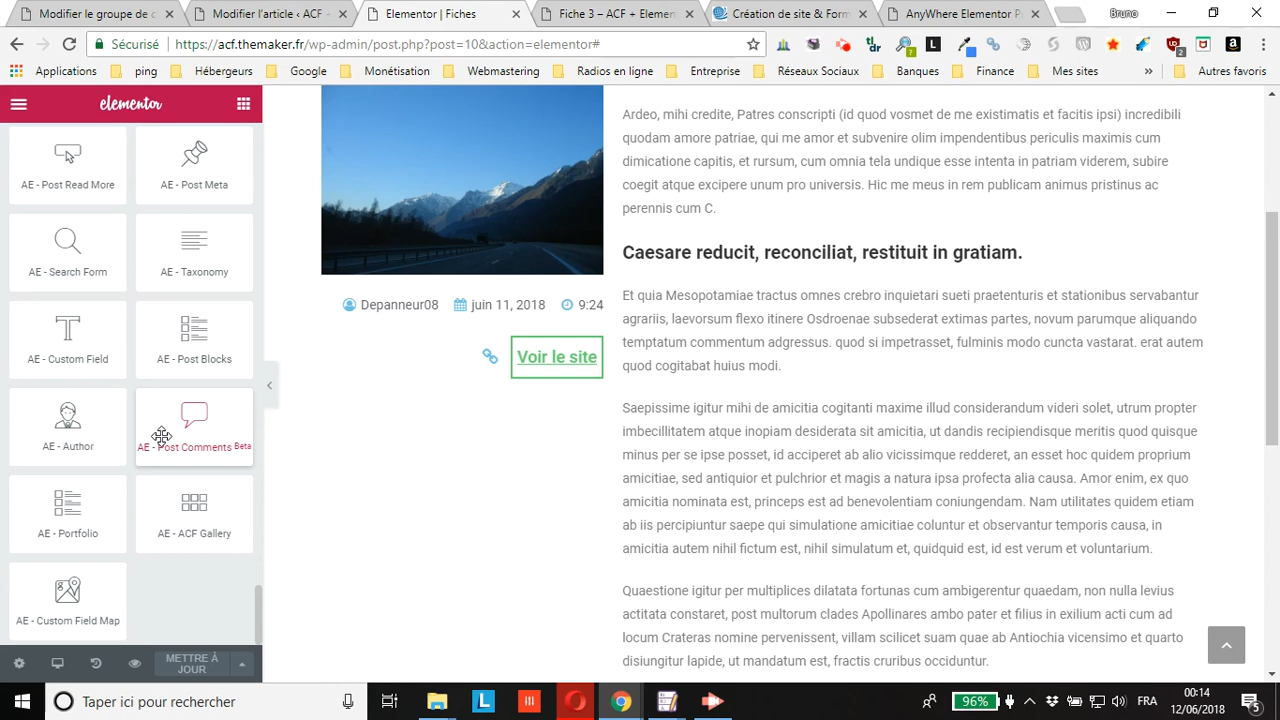 Modifier le groupe de c
Modifier l'article ‹ ACF
Elementor | Fiches
Fiche 3 – ACF + Elemen
Création de site & Form
AnyWhere Elementor P
Bruno
Sécurisé
https://acf.themaker.fr/wp-admin/post.php?post=10&action=elementor#
Applications
ping
Hébergeurs
Google
Monétisation
Webmastering
Russie en ligne
Entreprise
Réseaux Sociaux
Banques
Finance
Mes sites
»
Autres favoris
elementor
AE - Post Read More
AE - Post Meta
AE - Search Form
AE - Taxonomy
AE - Custom Field
AE - Post Blocks
AE - Author
AE - Post Comments Beta
AE - Portfolio
AE - ACF Gallery
AE - Custom Field Map
METTRE À
JOUR
Depanneur08
juin 11, 2018
9:24
Voir le site
Ardeo, mihi credite, Patres conscripti (id quod vosmet de me existimatis et facitis ipsi) incredibili
quodam amore patriae, qui me amor et subvenire olim impendentibus periculis maximis cum
dimicatione capitis, et rursum, cum omnia tela undique esse intenta in patriam viderem, subire
coegit atque excipere unum pro universis. Hic me meus in rem publicam animus pristinus ac
perennis cum C.
Caesare reducit, reconciliat, restituit in gratiam.
Et quia Mesopotamiae tractus omnes crebro inquietari sueti praetenturis et stationibus servabantur
agrariis, laevorsum flexo itinere Osdroenae subsederat extimas partes, novum parumque aliquando
temptatum commentum adgressus. quod si impetrasset, fulminis modo cuncta vastarat. erat autem
quod cogitabat huius modi.
Saepissime igitur mihi de amicitia cogitanti maxime illud considerandum videri solet, utrum propter
imbecillitatem atque inopiam desiderata sit amicitia, ut dandis recipiendisque meritis quod quisque
minus per se ipse posset, id acciperet ab alio vicissimque redderet, an esset hoc quidem proprium
amicitiae, sed antiquior et pulchrior et magis a natura ipsa profecta alia causa. Amor enim, ex quo
amicitia nominata est, princeps est ad benevolentiam coniungendam. Nam utilitates quidem etiam
ab iis percipiuntur saepe qui simulatione amicitiae coluntur et observantur temporis causa, in
amicitia autem nihil fictum est, nihil simulatum et, quidquid est, id est verum et voluntarium.
Quaestione igitur per multiplices dilatata fortunas cum ambigerentur quaedam, non nulla levius
actitata constaret, post multorum clades Apollinares ambo pater et filius in exilium acti cum ad
locum Crateras nomine pervenissent, villam scilicet suam quae ab Antiochia vicensimo et quarto
disiungitur lapide, ut mandatum est, fractis cruribus occiduntur.
Taper ici pour rechercher
96%
FRA
00:14
12/06/2018
5